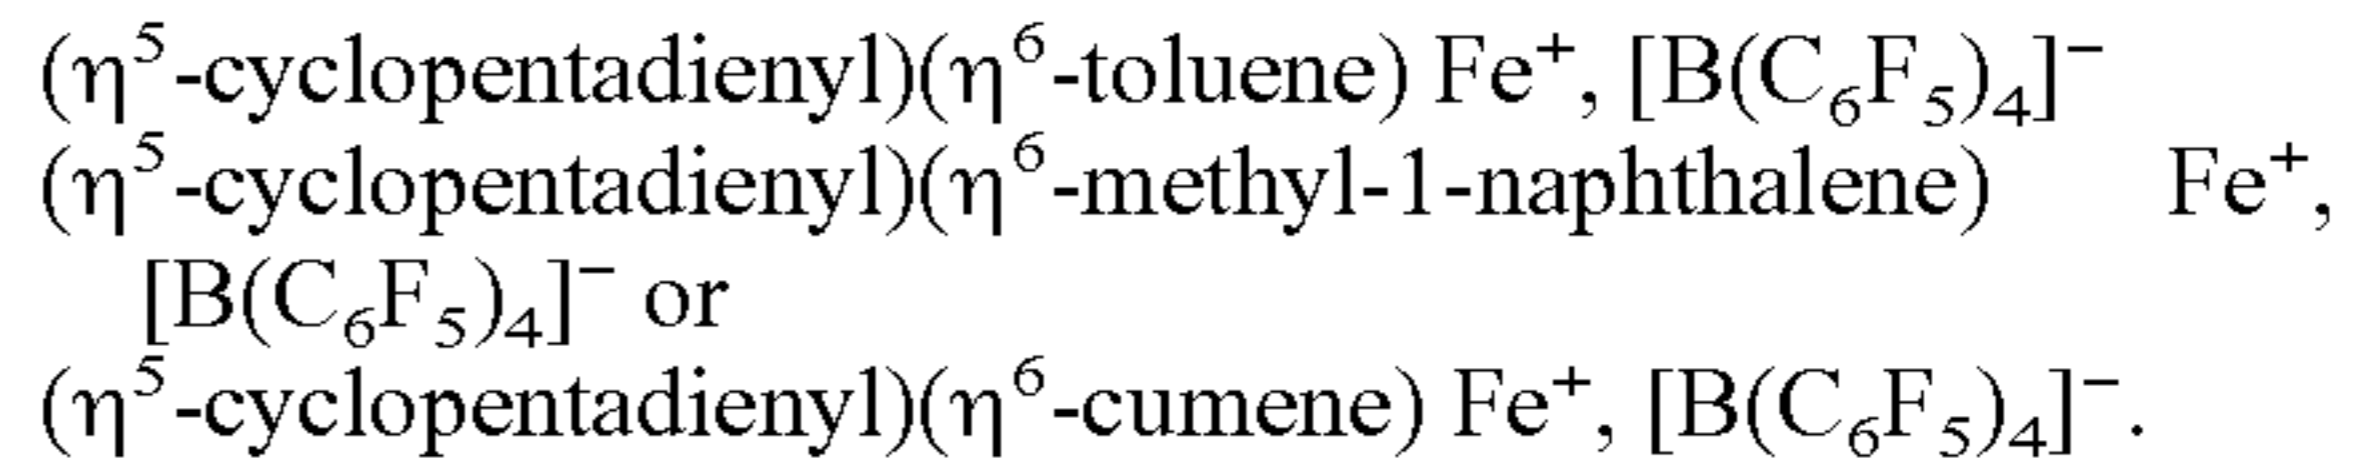 (η⁵-cyclopentadienyl)(η⁶-toluene) Fe⁺, [B(C₆F₅)₄]⁻
(η⁵-cyclopentadienyl)(η⁶-methyl-1-naphthalene) Fe⁺,
[B(C₆F₅)₄]⁻ or
(η⁵-cyclopentadienyl)(η⁶-cumene) Fe⁺, [B(C₆F₅)₄]⁻.